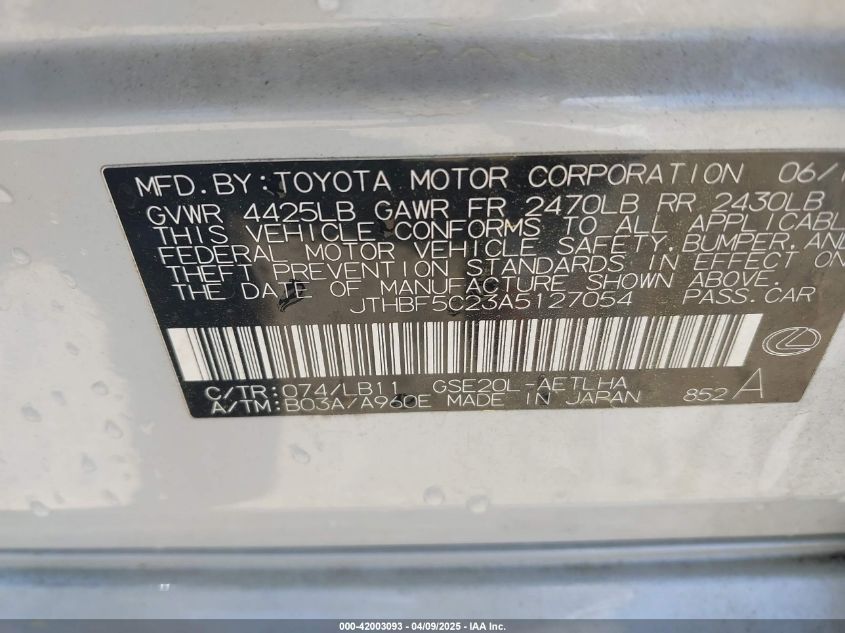 MFD. BY: TOYOTA MOTOR CORPORATION 06/1
GVWR 4425LB GAWR FR 2470LB RR 2430LB
THIS VEHICLE CONFORMS TO ALL APPLICABLE
FEDERAL MOTOR VEHICLE SAFETY, BUMPER, AND
THEFT PREVENTION STANDARDS IN EFFECT ON
THE DATE OF MANUFACTURE SHOWN ABOVE.
JTHBF5C23A5127054 PASS. CAR
C/TR: 074/LB11 GSE20L-AETLHA
A/TM: B03A/A960E MADE IN JAPAN 852 A
000-42003093 - 04/09/2025 - IAA Inc.